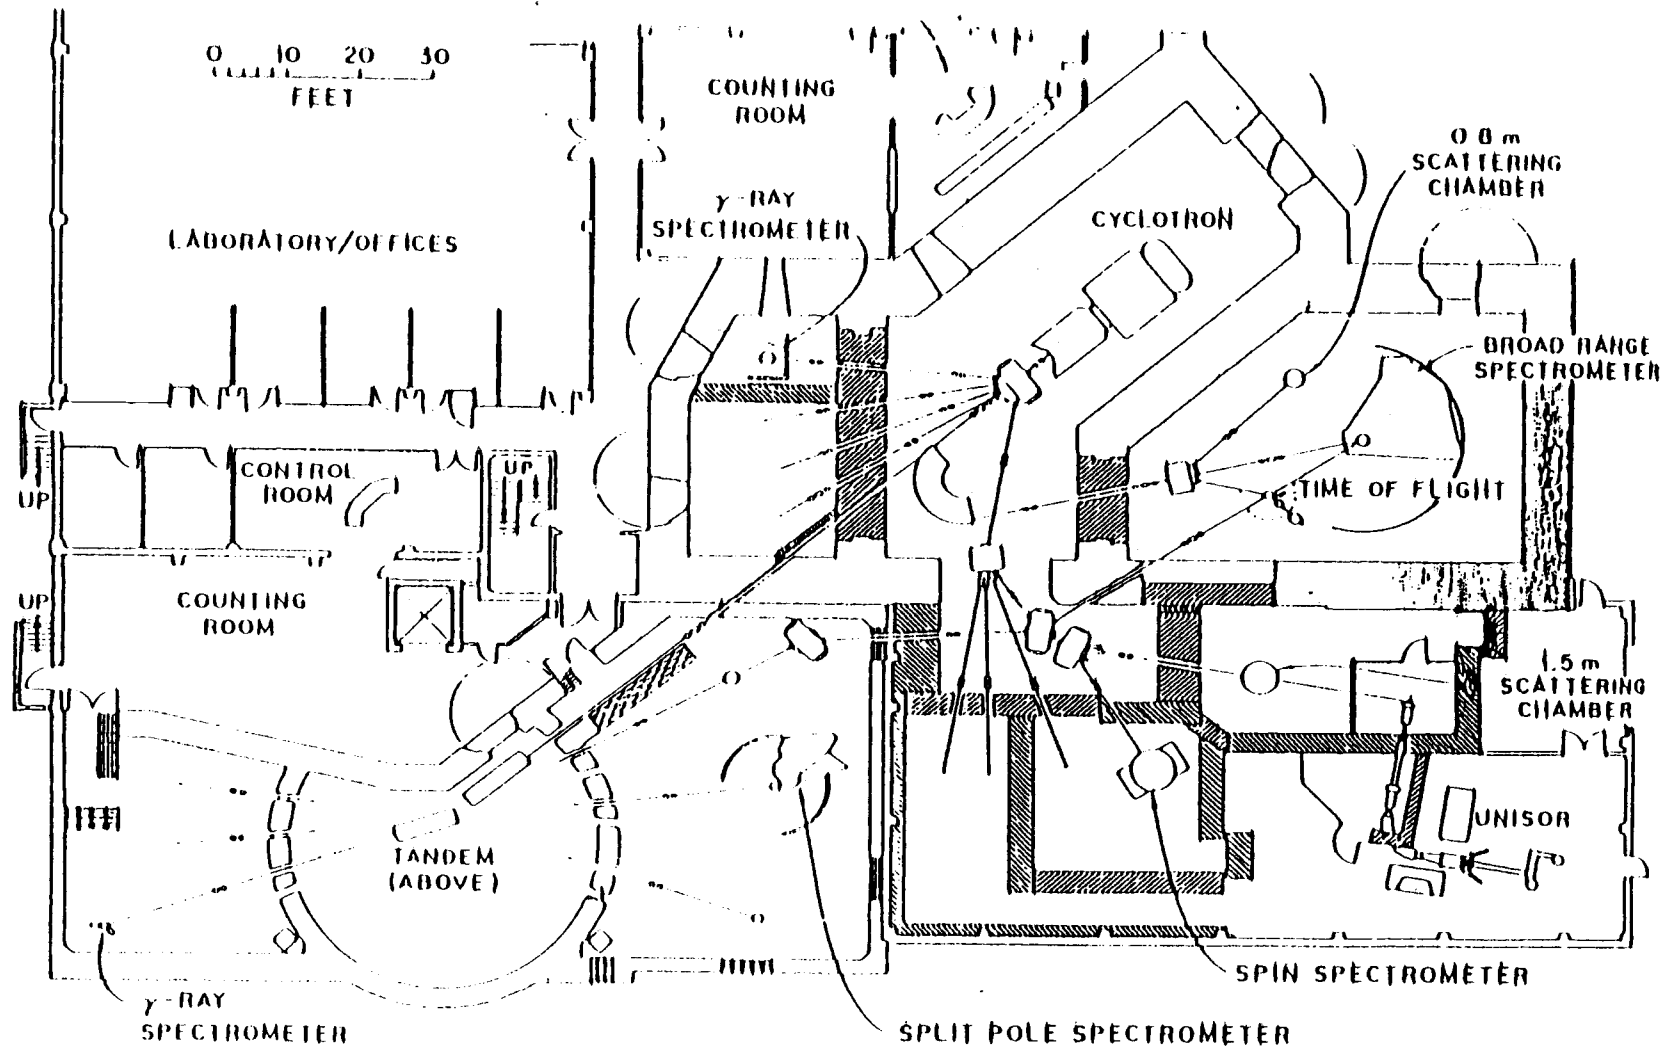 0 10 20 30
FEET
COUNTING
ROOM
0.8 m
SCATTERING
CHAMBER
γ-RAY
SPECTROMETER
CYCLOTRON
LABORATORY/OFFICES
BROAD RANGE
SPECTROMETER
CONTROL
ROOM
UP
UP
TIME OF FLIGHT
UP
COUNTING
ROOM
1.5 m
SCATTERING
CHAMBER
UNISOR
TANDEM
(ABOVE)
SPIN SPECTROMETER
γ-RAY
SPECTROMETER
SPLIT POLE SPECTROMETER